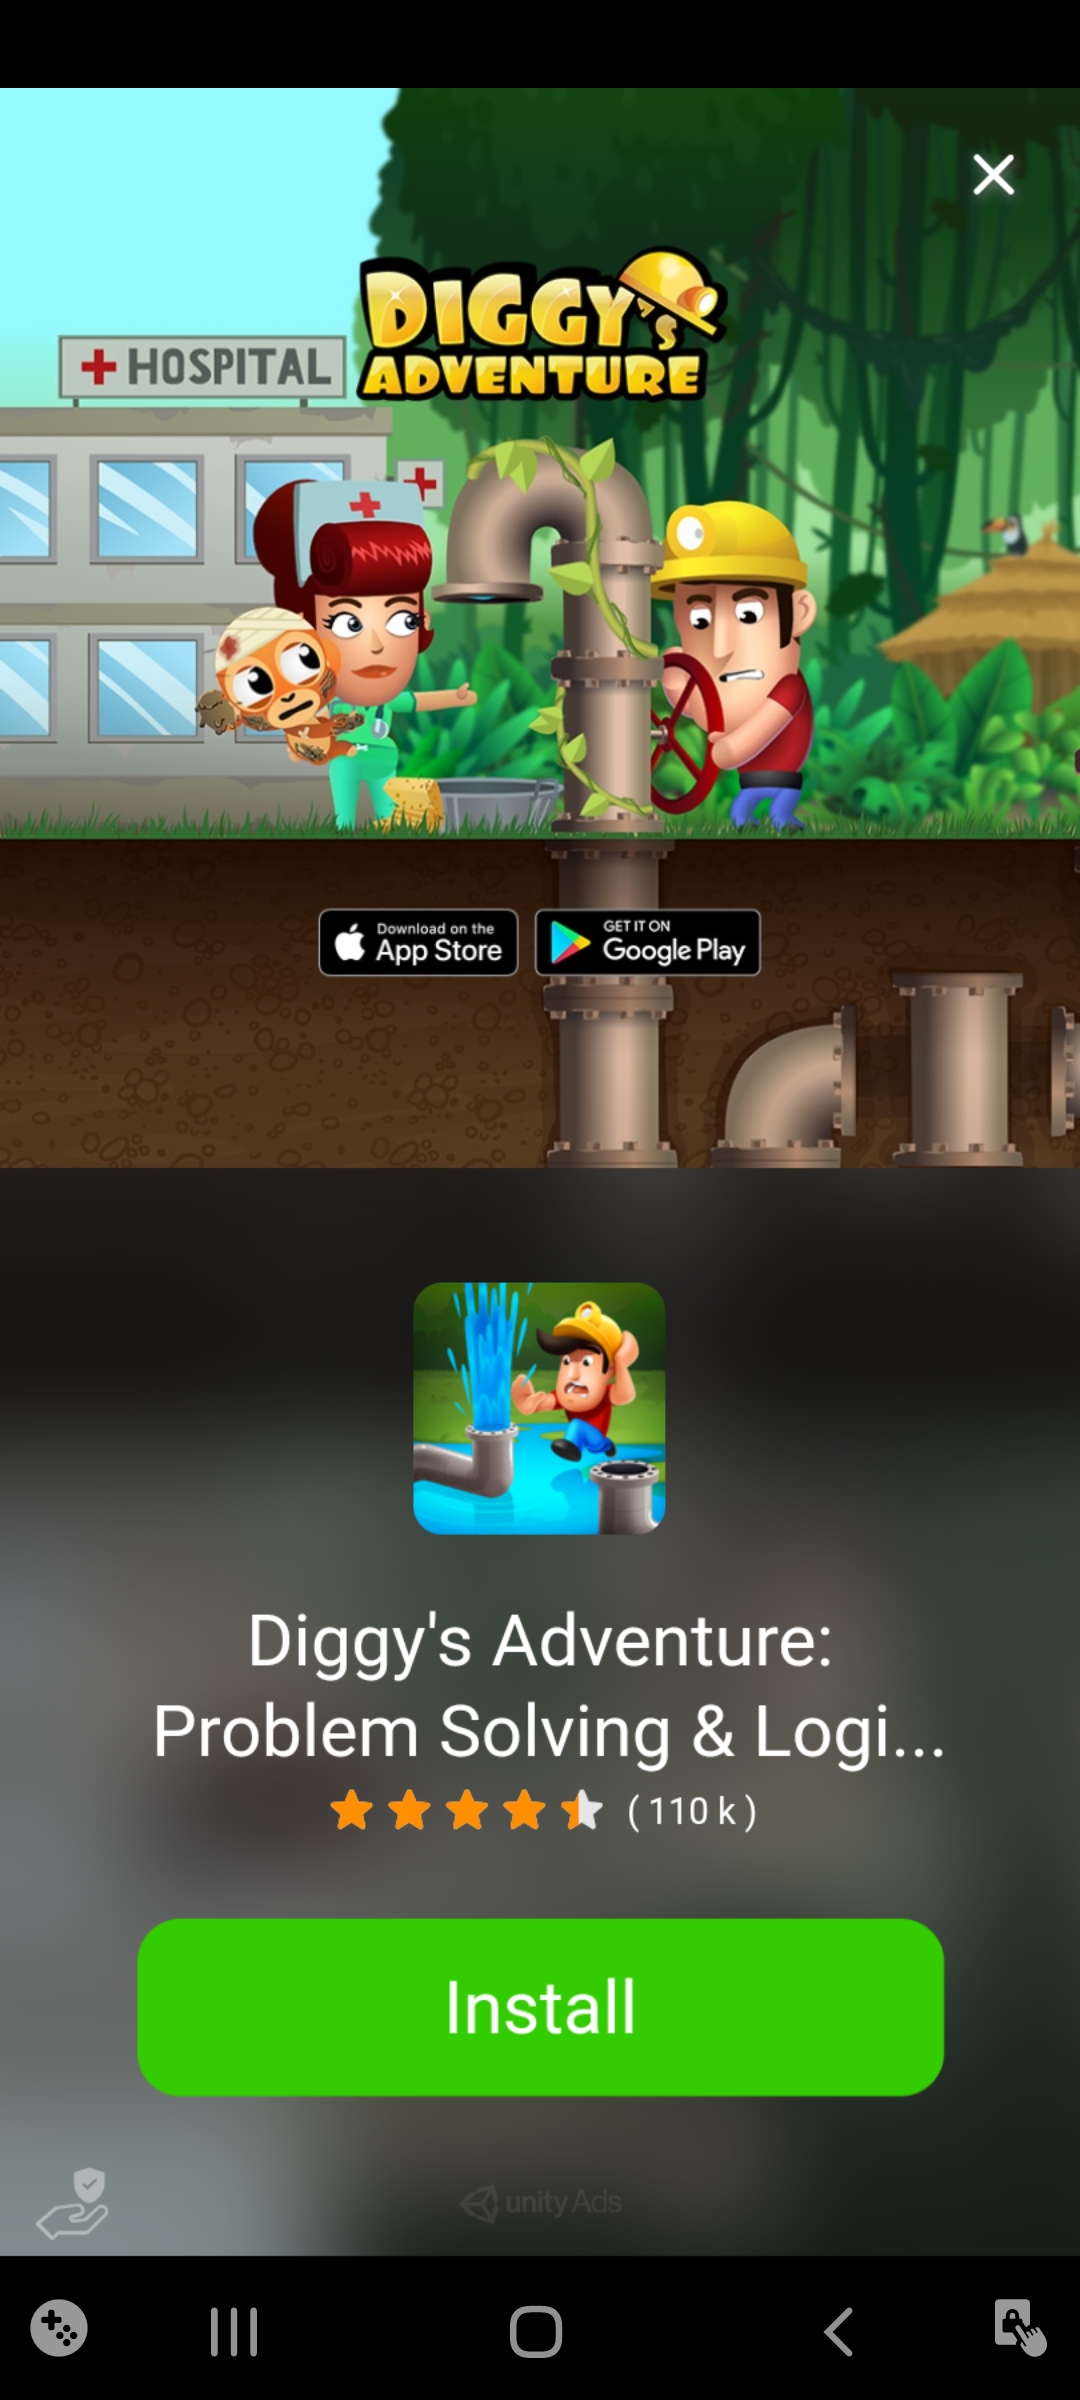 DIGGY'S
ADVENTURE
HOSPITAL
Download on the
App Store
GET IT ON
Google Play
Diggy's Adventure:
Problem Solving & Logi...
( 110 k )
Install
unity Ads